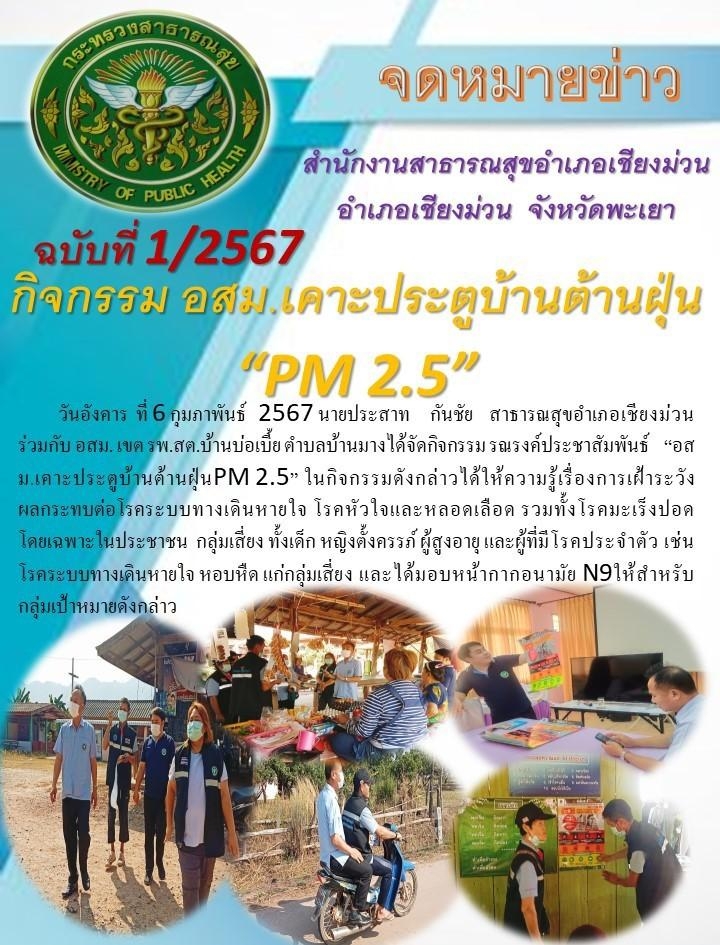 กระทรวงสาธารณสุข
MINISTRY OF PUBLIC HEALTH
จดหมายข่าว
สำนักงานสาธารณสุขอำเภอเชียงม่วน
อำเภอเชียงม่วน จังหวัดพะเยา
ฉบับที่ 1/2567
กิจกรรม อสม.เคาะประตูบ้านต้านฝุ่น
“PM 2.5”
วันอังคาร ที่ 6 กุมภาพันธ์ 2567 นายประสาท กันชัย สาธารณสุขอำเภอเชียงม่วน
ร่วมกับ อสม. เขต รพ.สต.บ้านบ่อเบี้ย ตำบลบ้านมางได้จัดกิจกรรม รณรงค์ประชาสัมพันธ์ “อส
ม.เคาะประตูบ้านต้านฝุ่นPM 2.5” ในกิจกรรมดังกล่าวได้ให้ความรู้เรื่องการเฝ้าระวัง
ผลกระทบต่อโรคระบบทางเดินหายใจ โรคหัวใจและหลอดเลือด รวมทั้งโรคมะเร็งปอด
โดยเฉพาะในประชาชน กลุ่มเสี่ยง ทั้งเด็ก หญิงตั้งครรภ์ ผู้สูงอายุ และผู้ที่มีโรคประจำตัว เช่น
โรคระบบทางเดินหายใจ หอบหืด แก่กลุ่มเสี่ยง และได้มอบหน้ากากอนามัย N9ให้สำหรับ
กลุ่มเป้าหมายดังกล่าว